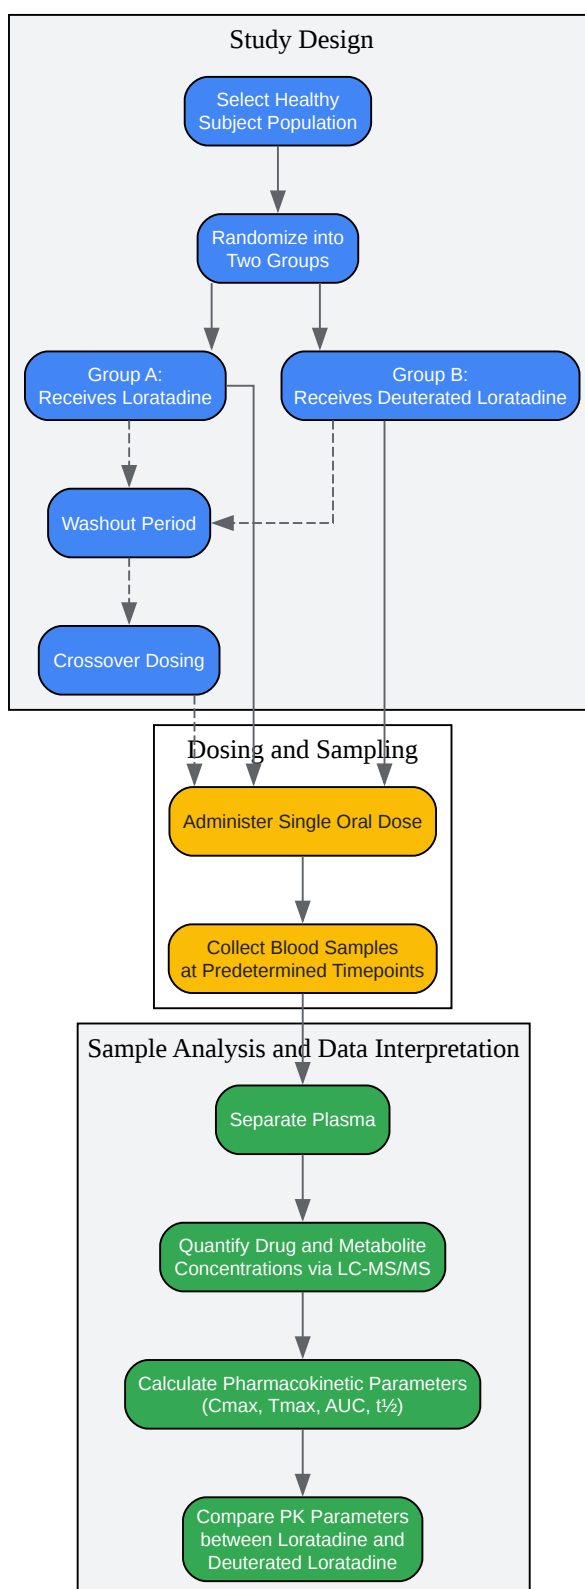 Study Design
Select Healthy
Subject Population
Randomize into
Two Groups
Group A:
Receives Loratadine
Group B:
Receives Deuterated Loratadine
Washout Period
Crossover Dosing
Dosing and Sampling
Administer Single Oral Dose
Collect Blood Samples
at Predetermined Timepoints
Sample Analysis and Data Interpretation
Separate Plasma
Quantify Drug and Metabolite
Concentrations via LC-MS/MS
Calculate Pharmacokinetic Parameters
(Cmax, Tmax, AUC, t½)
Compare PK Parameters
between Loratadine and
Deuterated Loratadine